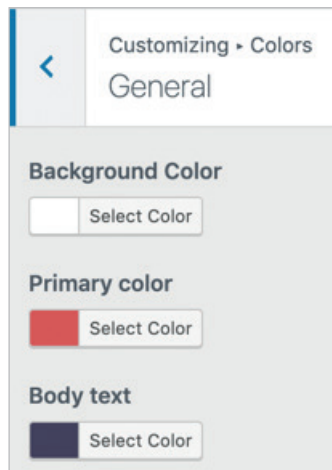 Customizing ▸ Colors
General
Background Color
Select Color
Primary color
Select Color
Body text
Select Color